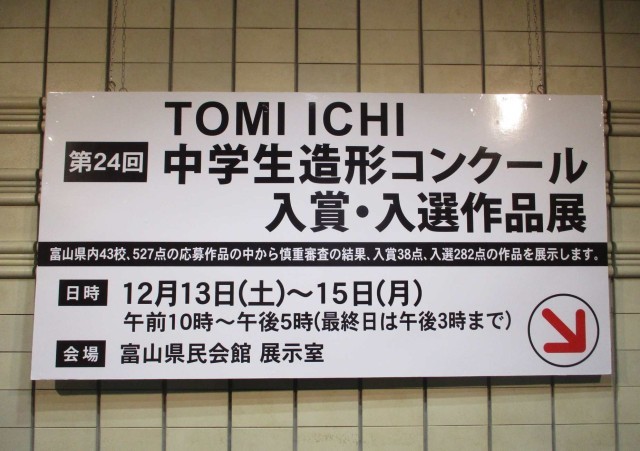 TOMI ICHI
第24回 中学生造形コンクール
入賞・入選作品展
富山県内43校、527点の応募作品の中から慎重審査の結果、入賞38点、入選282点の作品を展示します。
日時 12月13日(土)～15日(月)
午前10時～午後5時(最終日は午後3時まで)
会場 富山県民会館 展示室